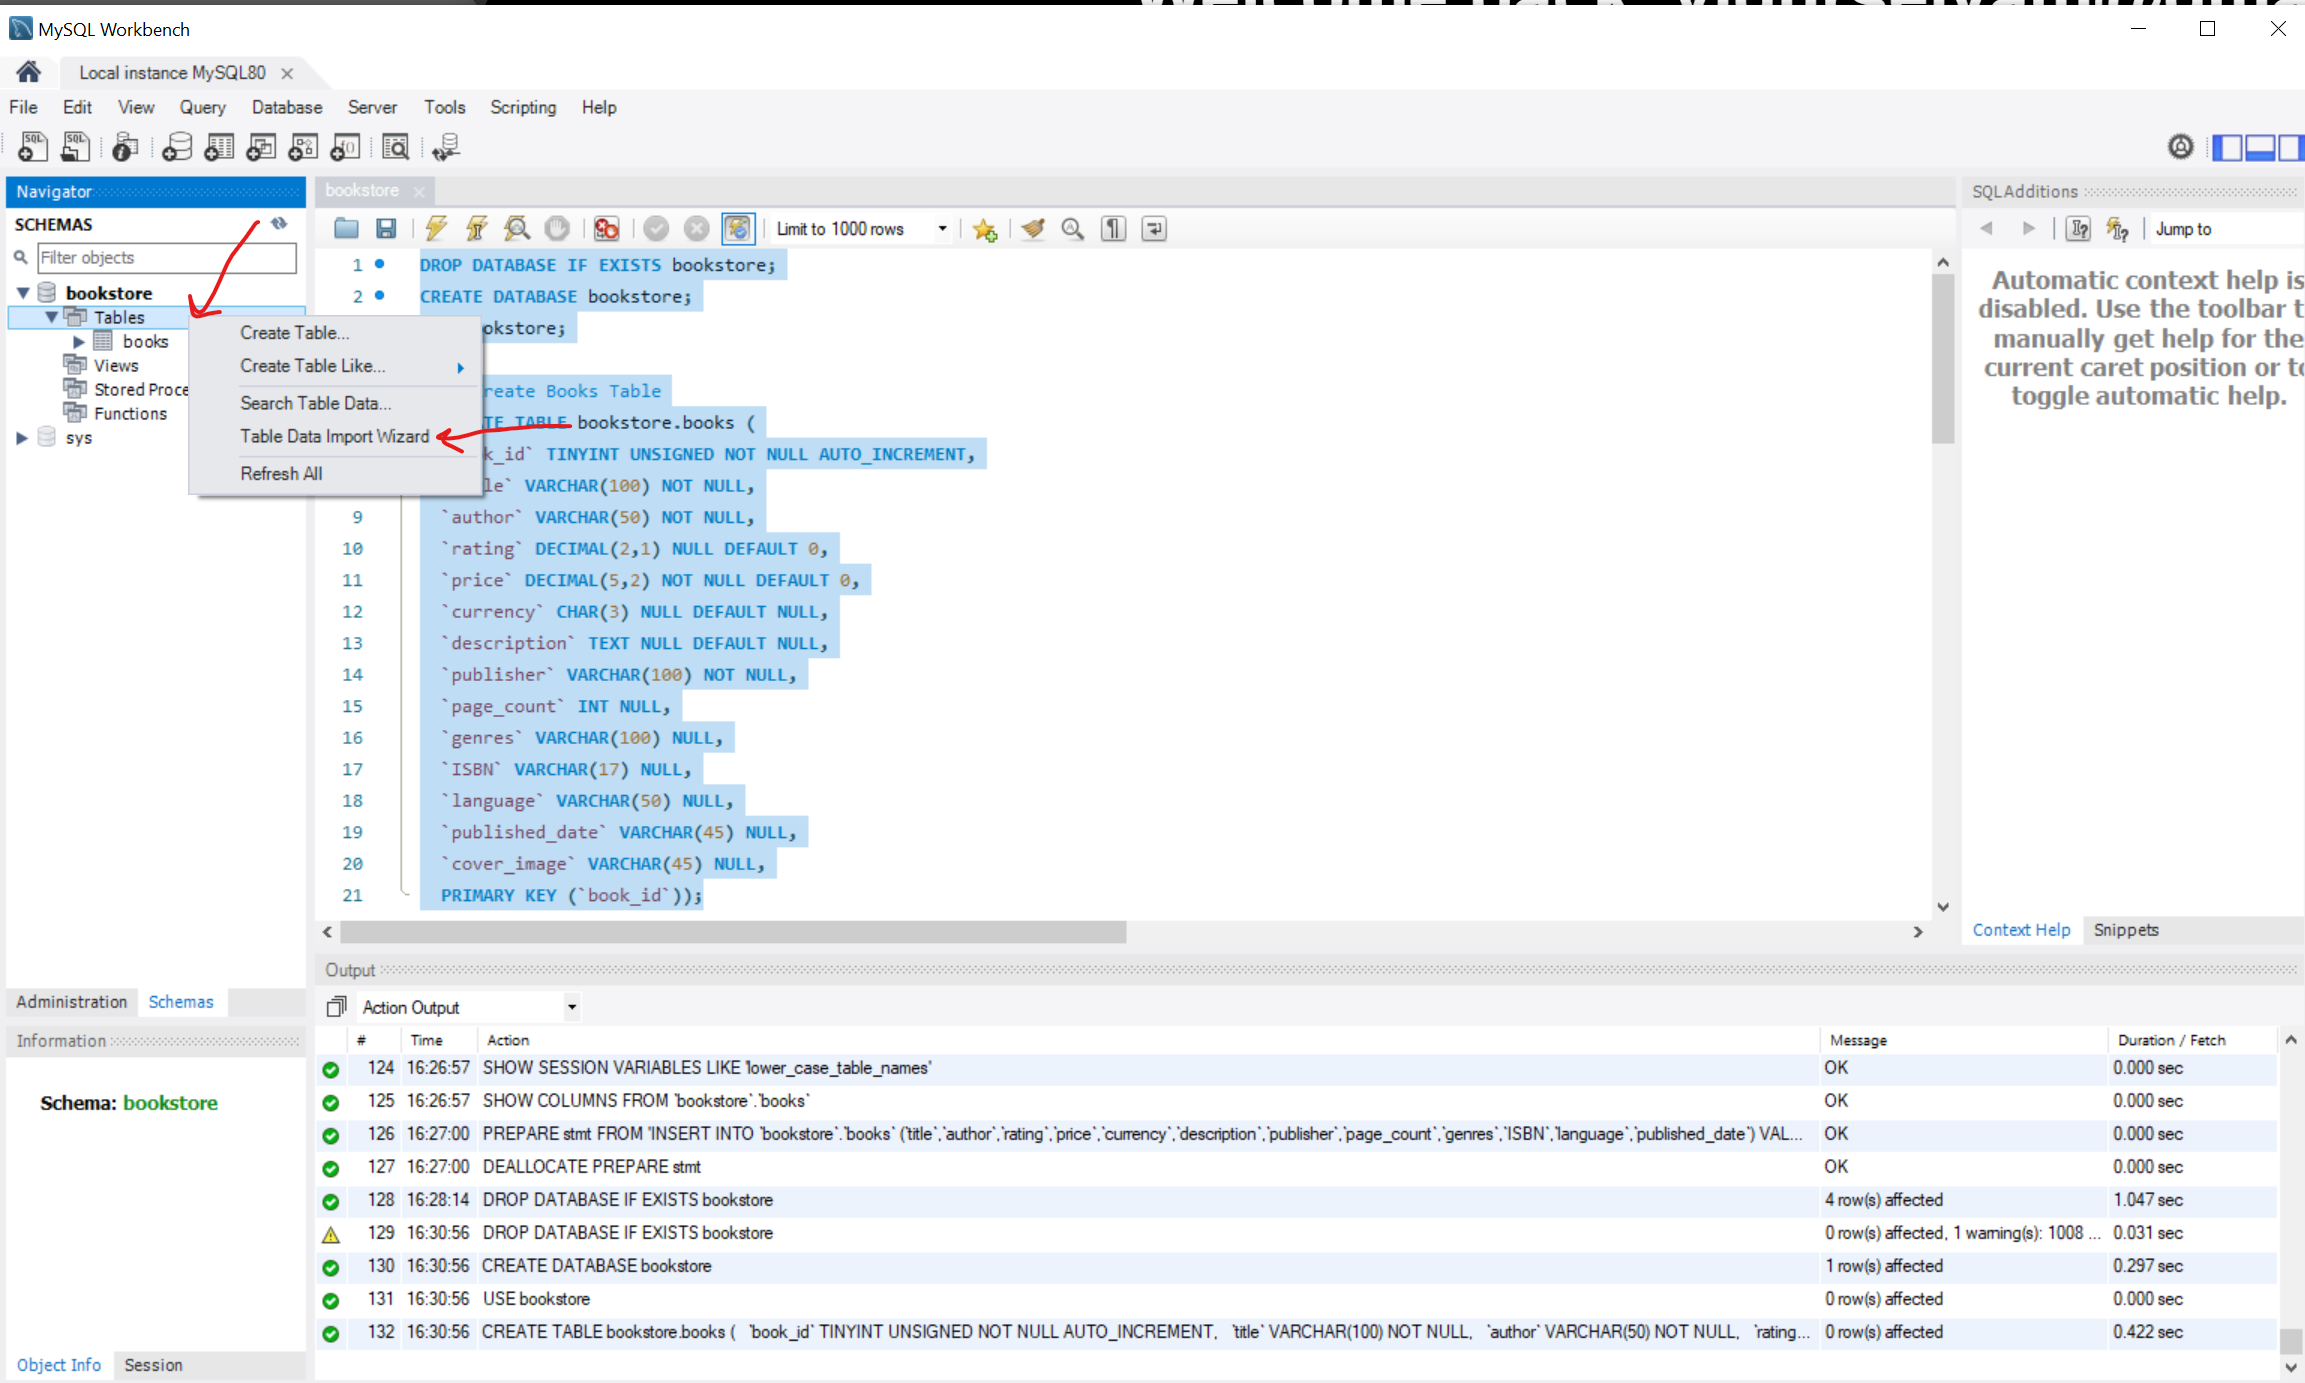 MySQL Workbench
Local instance MySQL80
File Edit View Query Database Server Tools Scripting Help
Navigator
SCHEMAS
Filter objects
bookstore
Tables
books
Views
Stored Proce
Functions
sys
Create Table...
Create Table Like...
Search Table Data...
Table Data Import Wizard
Refresh All
Administration Schemas
Information
Schema: bookstore
Object Info Session
bookstore
Limit to 1000 rows
1 DROP DATABASE IF EXISTS bookstore;
2 CREATE DATABASE bookstore;
okstore;
reate Books Table
TE TABLE bookstore.books (
k_id` TINYINT UNSIGNED NOT NULL AUTO_INCREMENT,
le` VARCHAR(100) NOT NULL,
9 `author` VARCHAR(50) NOT NULL,
10 `rating` DECIMAL(2,1) NULL DEFAULT 0,
11 `price` DECIMAL(5,2) NOT NULL DEFAULT 0,
12 `currency` CHAR(3) NULL DEFAULT NULL,
13 `description` TEXT NULL DEFAULT NULL,
14 `publisher` VARCHAR(100) NOT NULL,
15 `page_count` INT NULL,
16 `genres` VARCHAR(100) NULL,
17 `ISBN` VARCHAR(17) NULL,
18 `language` VARCHAR(50) NULL,
19 `published_date` VARCHAR(45) NULL,
20 `cover_image` VARCHAR(45) NULL,
21 PRIMARY KEY (`book_id`));
SQLAdditions
Jump to
Automatic context help is
disabled. Use the toolbar t
manually get help for the
current caret position or to
toggle automatic help.
Context Help Snippets
Output
Action Output
# Time Action Message Duration / Fetch
124 16:26:57 SHOW SESSION VARIABLES LIKE 'lower_case_table_names' OK 0.000 sec
125 16:26:57 SHOW COLUMNS FROM `bookstore`.`books` OK 0.000 sec
126 16:27:00 PREPARE stmt FROM 'INSERT INTO `bookstore`.`books` (`title`,`author`,`rating`,`price`,`currency`,`description`,`publisher`,`page_count`,`genres`,`ISBN`,`language`,`published_date`) VAL... OK 0.000 sec
127 16:27:00 DEALLOCATE PREPARE stmt OK 0.000 sec
128 16:28:14 DROP DATABASE IF EXISTS bookstore 4 row(s) affected 1.047 sec
129 16:30:56 DROP DATABASE IF EXISTS bookstore 0 row(s) affected, 1 warning(s): 1008 ... 0.031 sec
130 16:30:56 CREATE DATABASE bookstore 1 row(s) affected 0.297 sec
131 16:30:56 USE bookstore 0 row(s) affected 0.000 sec
132 16:30:56 CREATE TABLE bookstore.books ( `book_id` TINYINT UNSIGNED NOT NULL AUTO_INCREMENT, `title` VARCHAR(100) NOT NULL, `author` VARCHAR(50) NOT NULL, `rating... 0 row(s) affected 0.422 sec